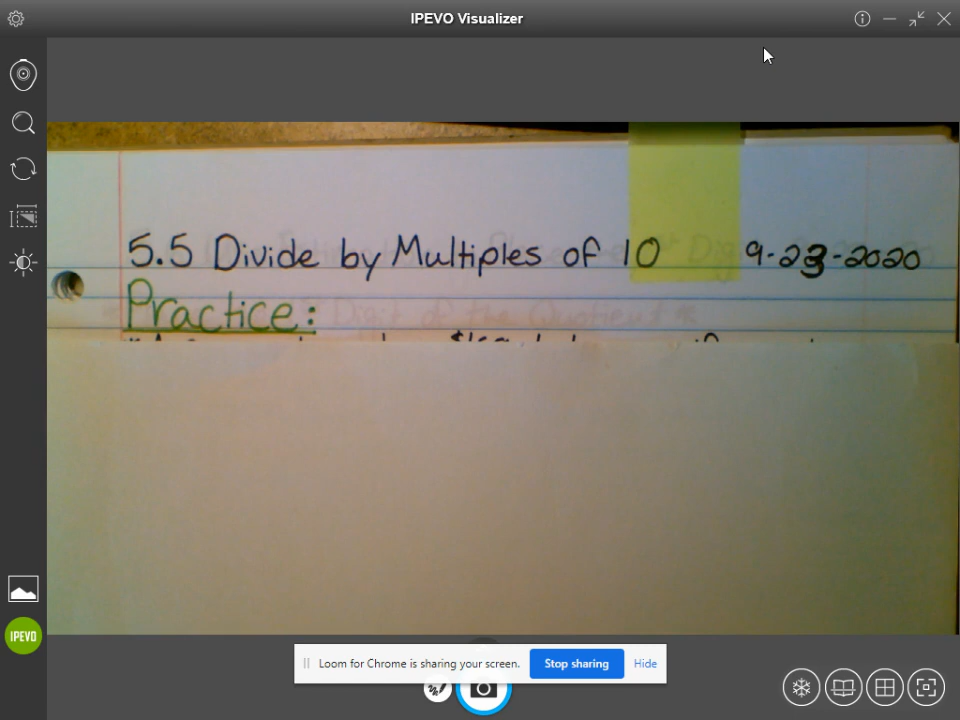 IPEVO Visualizer
5.5 Divide by Multiples of 10 9-23-2020
Practice:
IPEVO
Loom for Chrome is sharing your screen. Stop sharing Hide